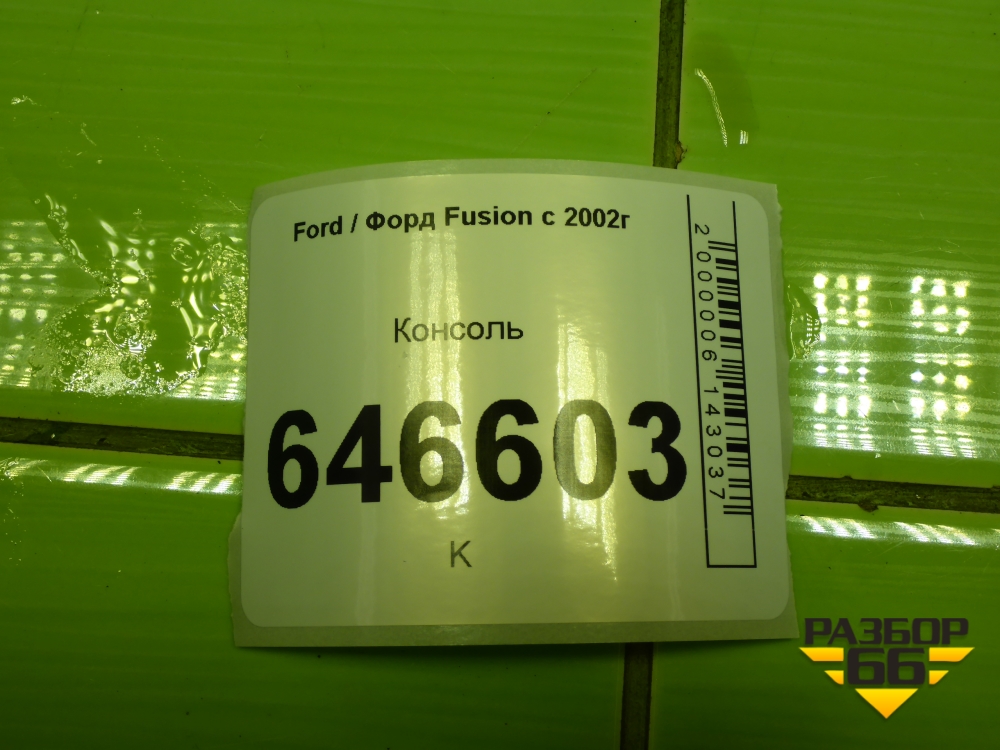 Ford / Форд Fusion с 2002г
Консоль
646603
К
2000006143037
РАЗБОР
66